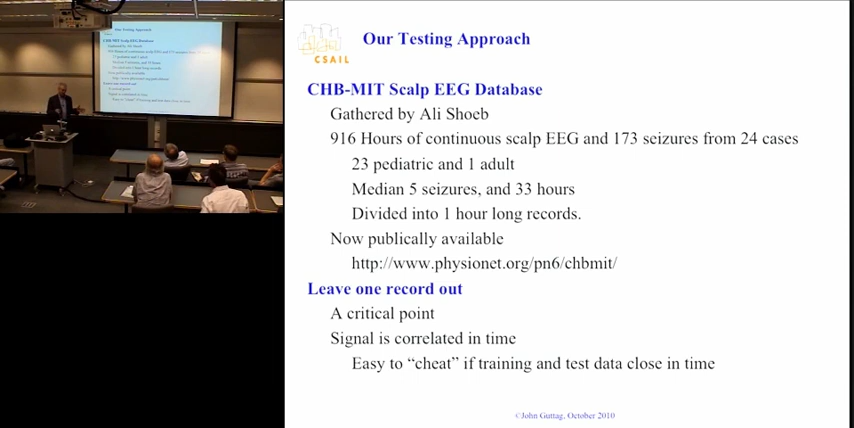 CSAIL
Our Testing Approach
CHB-MIT Scalp EEG Database
Gathered by Ali Shoeb
916 Hours of continuous scalp EEG and 173 seizures from 24 cases
23 pediatric and 1 adult
Median 5 seizures, and 33 hours
Divided into 1 hour long records.
Now publically available
http://www.physionet.org/pn6/chbmit/
Leave one record out
A critical point
Signal is correlated in time
Easy to “cheat” if training and test data close in time
©John Guttag, October 2010